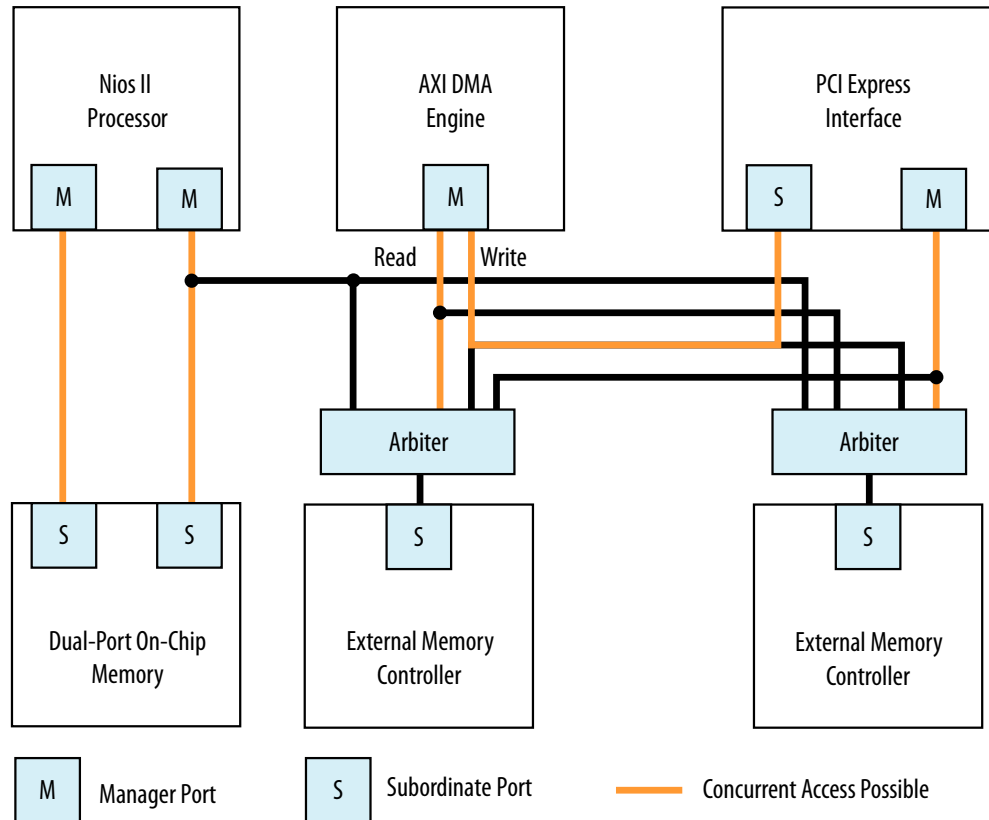 Nios II
Processor
AXI DMA
Engine
PCI Express
Interface
M
M
M
S
M
Read
Write
Arbiter
Arbiter
S
S
S
S
Dual-Port On-Chip
Memory
External Memory
Controller
External Memory
Controller
M
Manager Port
S
Subordinate Port
Concurrent Access Possible